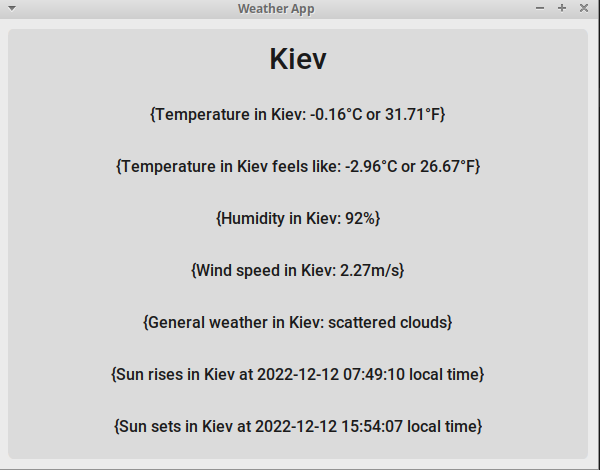 Weather App
Kiev
{Temperature in Kiev: -0.16°C or 31.71°F}
{Temperature in Kiev feels like: -2.96°C or 26.67°F}
{Humidity in Kiev: 92%}
{Wind speed in Kiev: 2.27m/s}
{General weather in Kiev: scattered clouds}
{Sun rises in Kiev at 2022-12-12 07:49:10 local time}
{Sun sets in Kiev at 2022-12-12 15:54:07 local time}